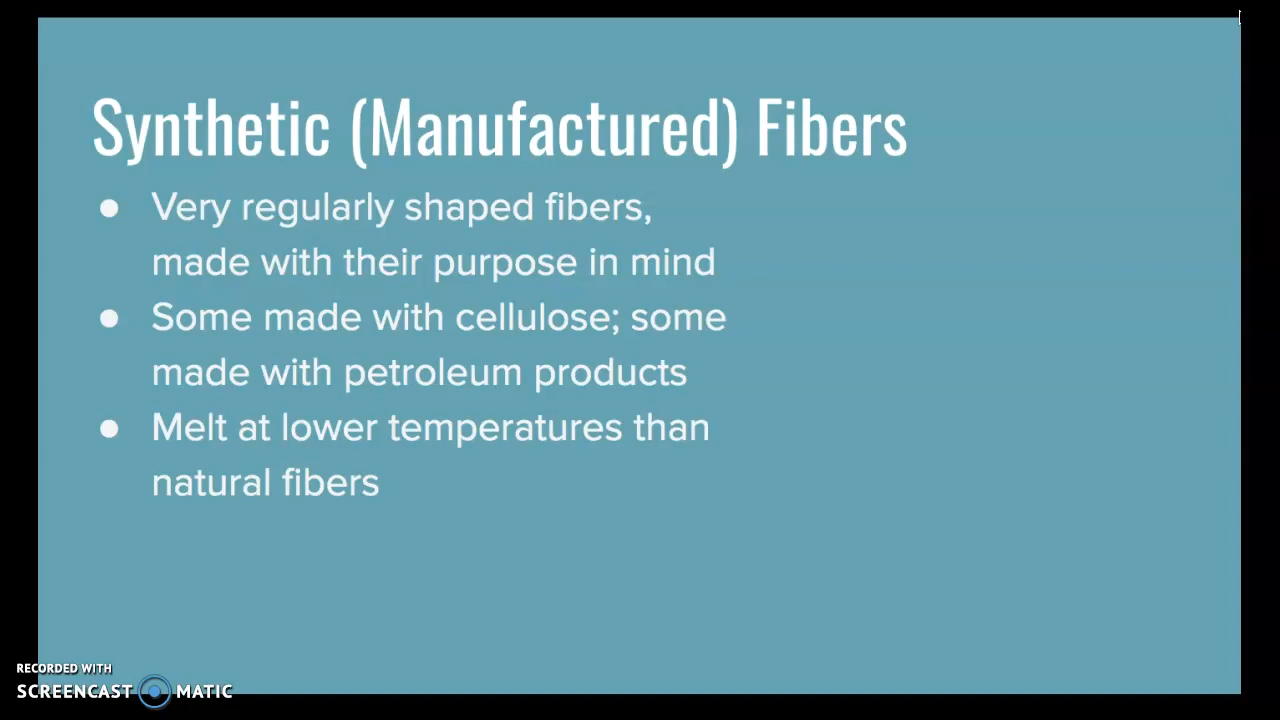 Synthetic (Manufactured) Fibers
● Very regularly shaped fibers,
made with their purpose in mind
● Some made with cellulose; some
made with petroleum products
● Melt at lower temperatures than
natural fibers
RECORDED WITH
SCREENCAST MATIC